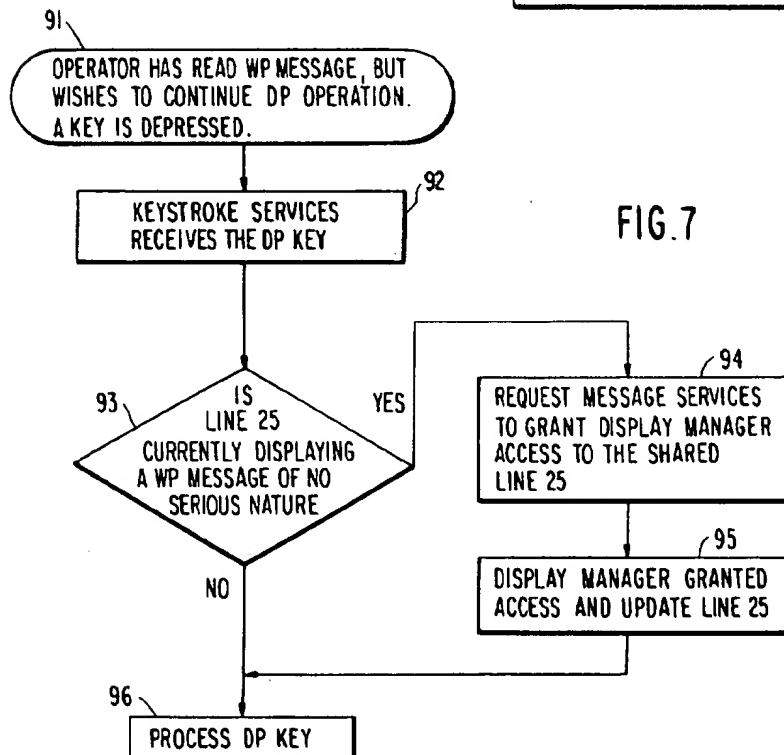 91
OPERATOR HAS READ WP MESSAGE, BUT
WISHES TO CONTINUE DP OPERATION.
A KEY IS DEPRESSED.
92
KEYSTROKE SERVICES
RECEIVES THE DP KEY
FIG.7
93
IS
LINE 25
CURRENTLY DISPLAYING
A WP MESSAGE OF NO
SERIOUS NATURE
YES
NO
94
REQUEST MESSAGE SERVICES
TO GRANT DISPLAY MANAGER
ACCESS TO THE SHARED
LINE 25
95
DISPLAY MANAGER GRANTED
ACCESS AND UPDATE LINE 25
96
PROCESS DP KEY